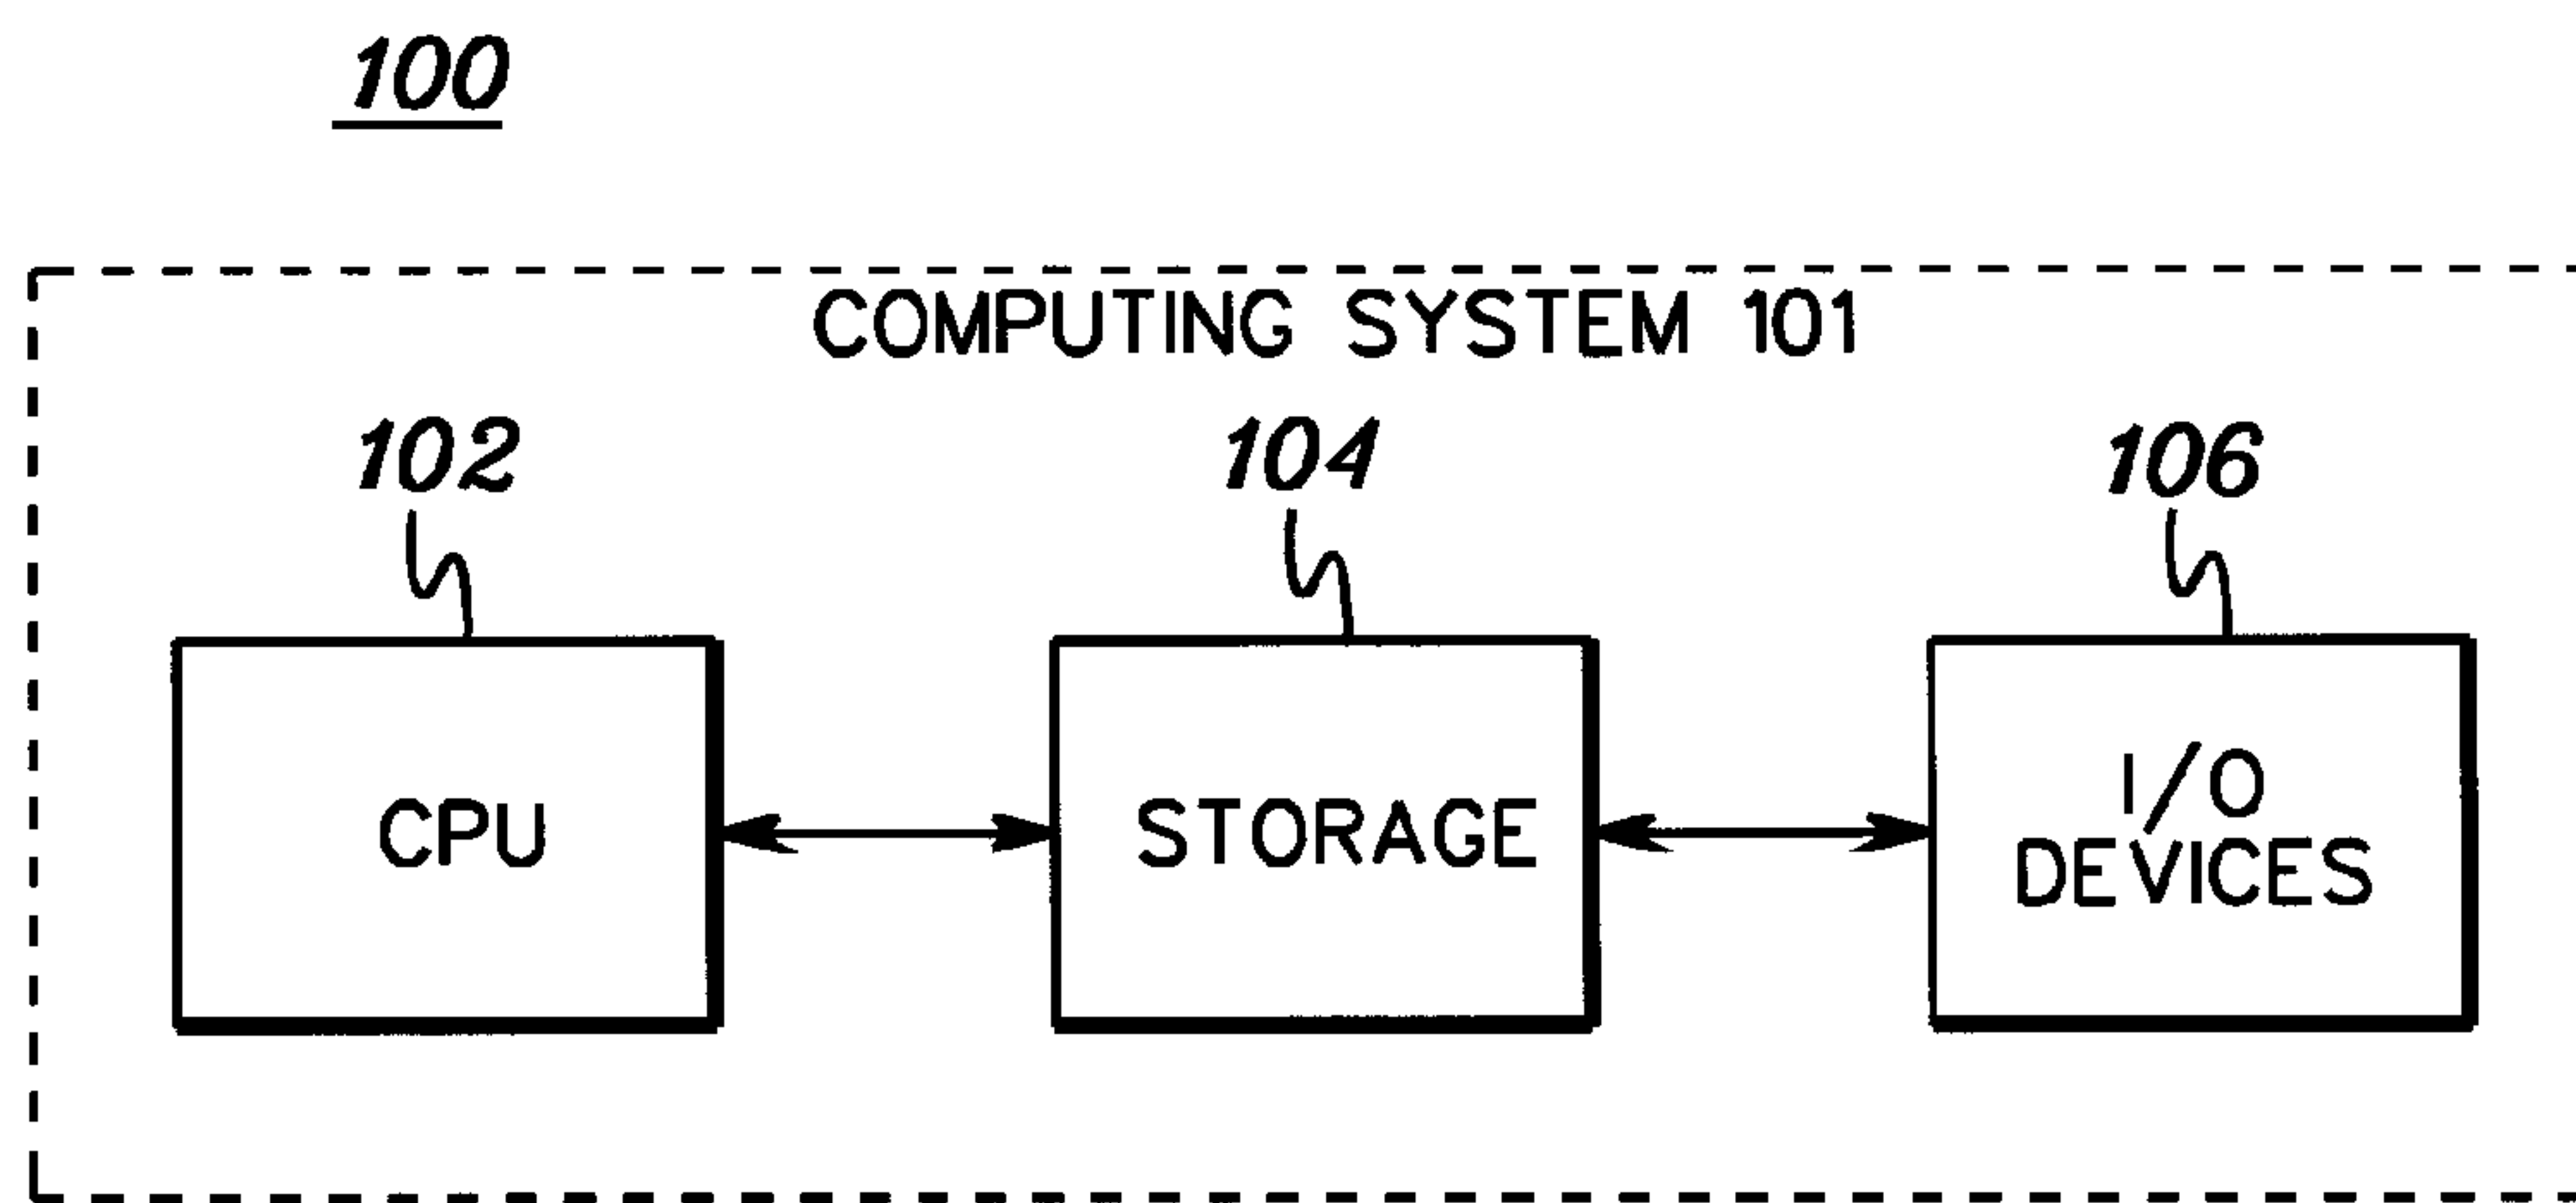 100
COMPUTING SYSTEM 101
102
104
106
CPU
STORAGE
I/O
DEVICES